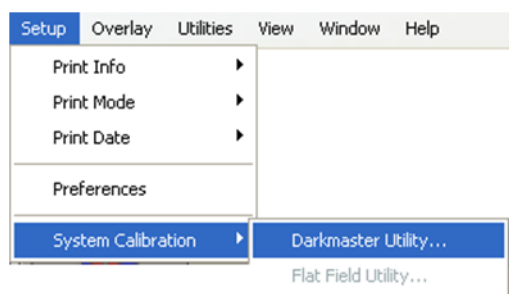 Setup Overlay Utilities View Window Help
Print Info
Print Mode
Print Date
Preferences
System Calibration Darkmaster Utility...
Flat Field Utility...